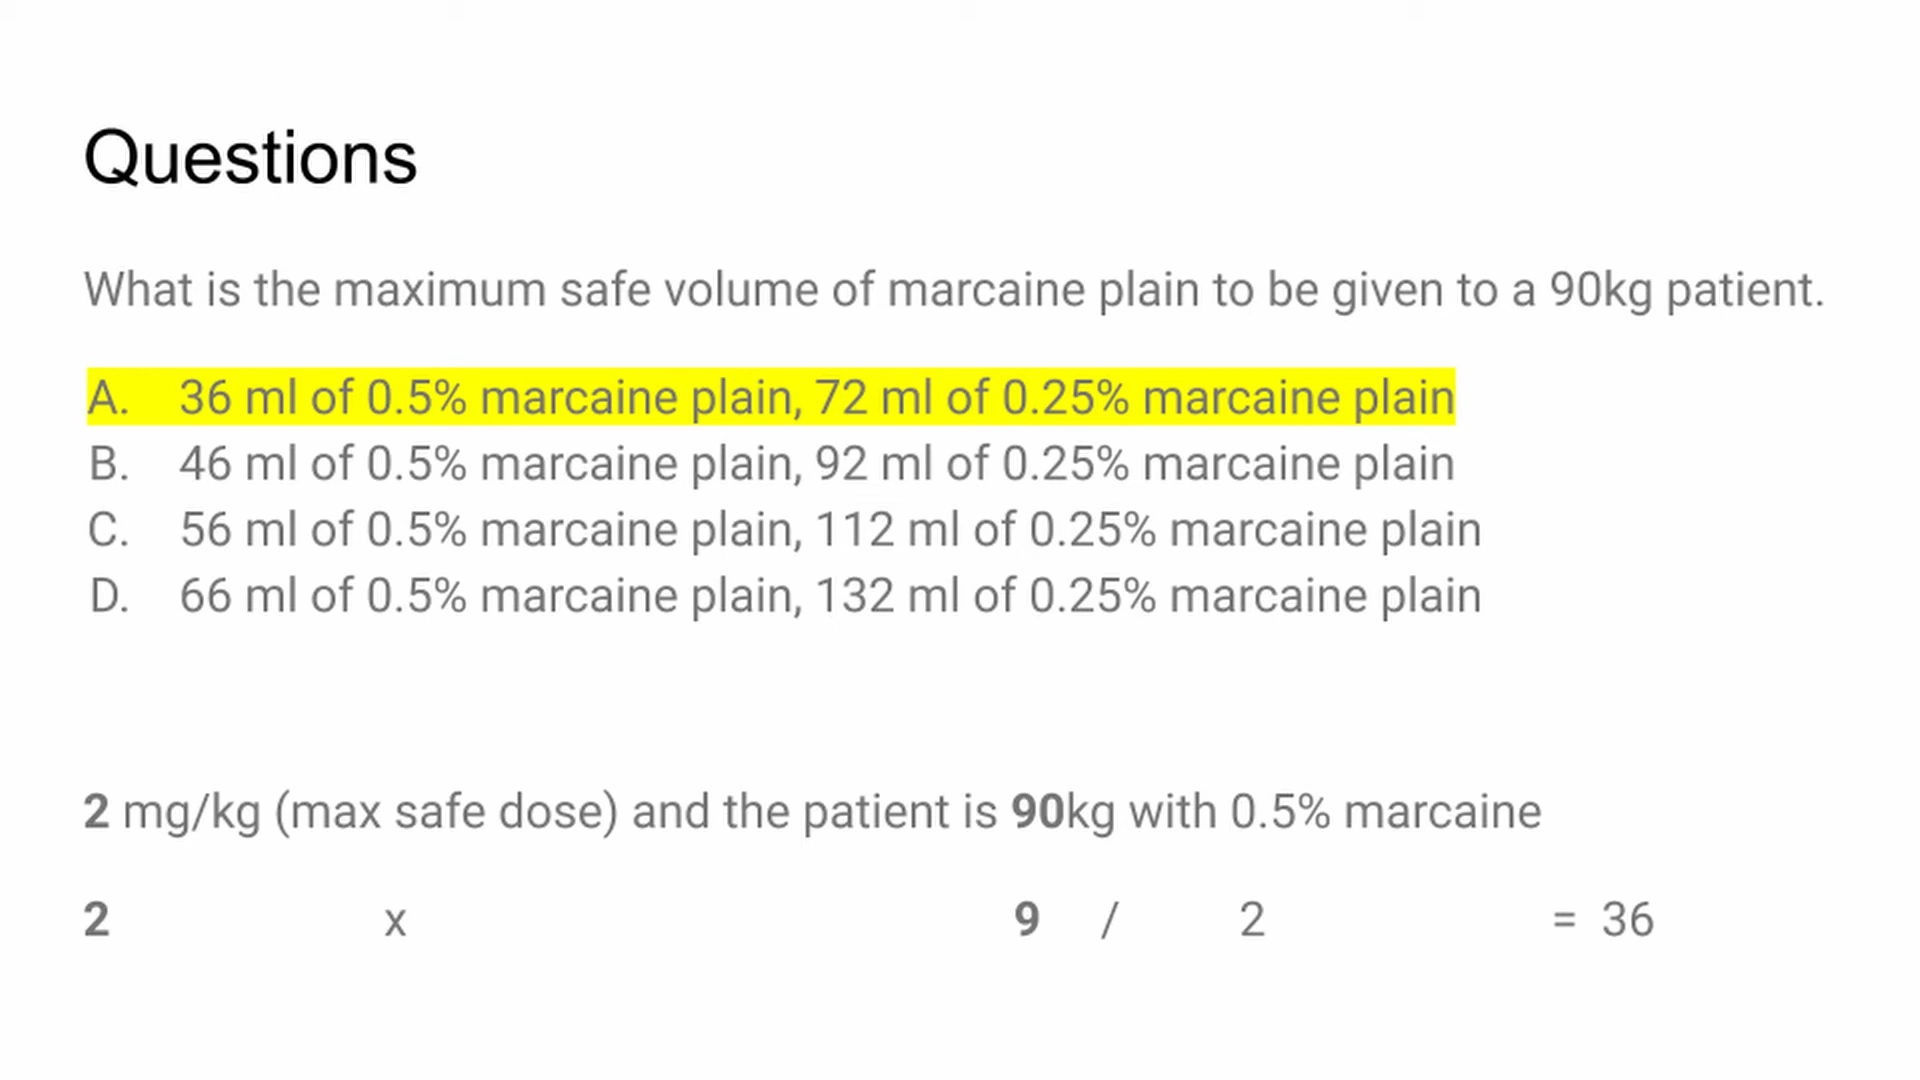 Questions
What is the maximum safe volume of marcaine plain to be given to a 90kg patient.
A. 36 ml of 0.5% marcaine plain, 72 ml of 0.25% marcaine plain
B. 46 ml of 0.5% marcaine plain, 92 ml of 0.25% marcaine plain
C. 56 ml of 0.5% marcaine plain, 112 ml of 0.25% marcaine plain
D. 66 ml of 0.5% marcaine plain, 132 ml of 0.25% marcaine plain
2 mg/kg (max safe dose) and the patient is 90kg with 0.5% marcaine
2 x 9 / 2 = 36